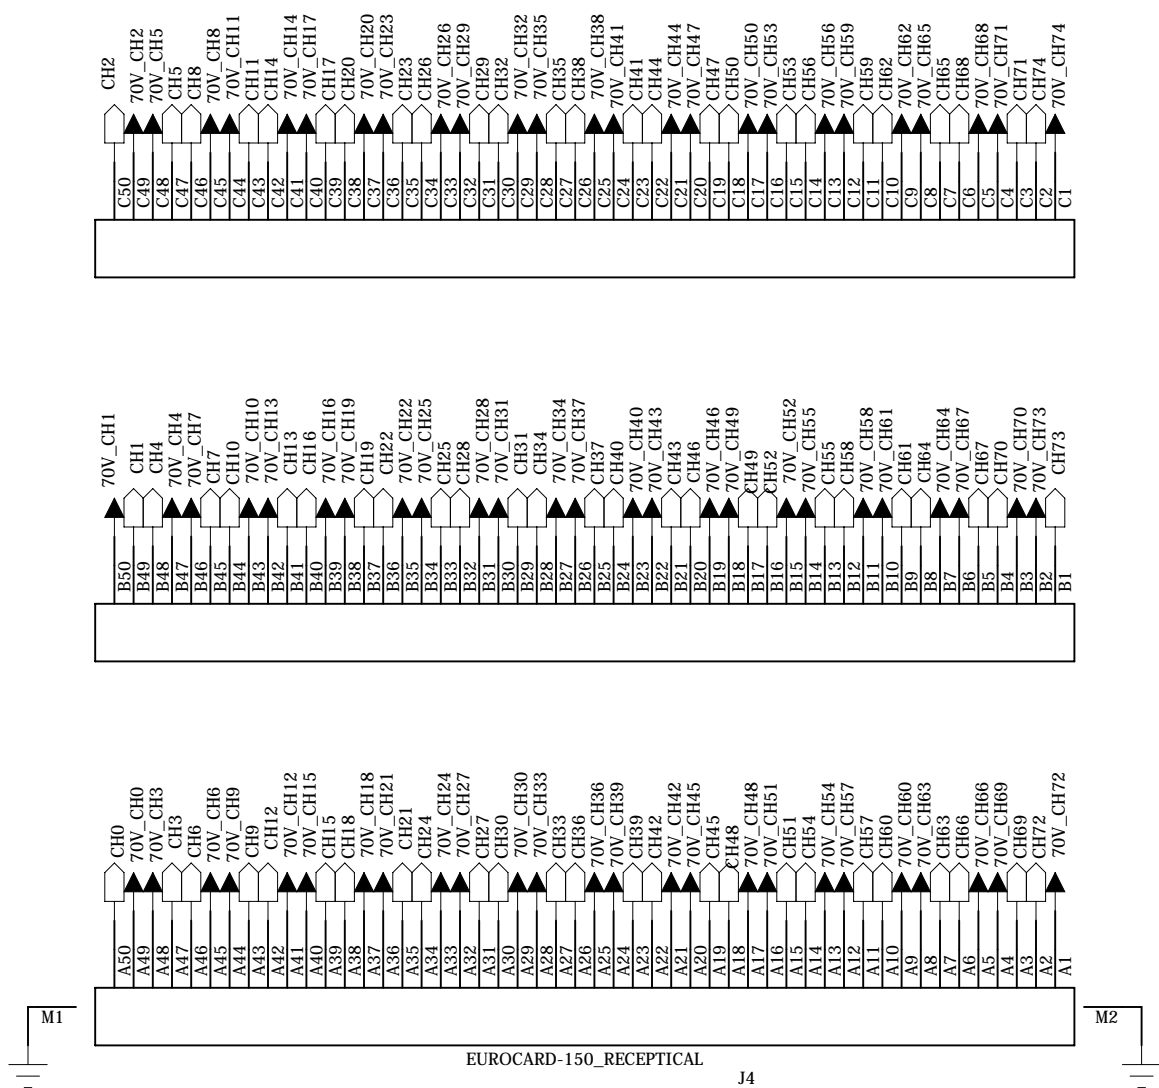 CH2 70V_CH2 70V_CH5 CH5 CH8 70V_CH8 70V_CH11 CH11 CH14 70V_CH14 70V_CH17 CH17 CH20 70V_CH20 70V_CH23 CH23 CH26 70V_CH26 70V_CH29 CH29 CH32 70V_CH32 70V_CH35 CH35 CH38 70V_CH38 70V_CH41 CH41 CH44 70V_CH44 70V_CH47 CH47 CH50 70V_CH50 70V_CH53 CH53 CH56 70V_CH56 70V_CH59 CH59 CH62 70V_CH62 70V_CH65 CH65 CH68 70V_CH68 70V_CH71 CH71 CH74 70V_CH74
C50 C49 C48 C47 C46 C45 C44 C43 C42 C41 C40 C39 C38 C37 C36 C35 C34 C33 C32 C31 C30 C29 C28 C27 C26 C25 C24 C23 C22 C21 C20 C19 C18 C17 C16 C15 C14 C13 C12 C11 C10 C9 C8 C7 C6 C5 C4 C3 C2 C1
70V_CH1 CH1 CH4 70V_CH4 70V_CH7 CH7 CH10 70V_CH10 70V_CH13 CH13 CH16 70V_CH16 70V_CH19 CH19 CH22 70V_CH22 70V_CH25 CH25 CH28 70V_CH28 70V_CH31 CH31 CH34 70V_CH34 70V_CH37 CH37 CH40 70V_CH40 70V_CH43 CH43 CH46 70V_CH46 70V_CH49 CH49 CH52 70V_CH52 70V_CH55 CH55 CH58 70V_CH58 70V_CH61 CH61 CH64 70V_CH64 70V_CH67 CH67 CH70 70V_CH70 70V_CH73 CH73
B50 B49 B48 B47 B46 B45 B44 B43 B42 B41 B40 B39 B38 B37 B36 B35 B34 B33 B32 B31 B30 B29 B28 B27 B26 B25 B24 B23 B22 B21 B20 B19 B18 B17 B16 B15 B14 B13 B12 B11 B10 B9 B8 B7 B6 B5 B4 B3 B2 B1
CH0 70V_CH0 70V_CH3 CH3 CH6 70V_CH6 70V_CH9 CH9 CH12 70V_CH12 70V_CH15 CH15 CH18 70V_CH18 70V_CH21 CH21 CH24 70V_CH24 70V_CH27 CH27 CH30 70V_CH30 70V_CH33 CH33 CH36 70V_CH36 70V_CH39 CH39 CH42 70V_CH42 70V_CH45 CH45 CH48 70V_CH48 70V_CH51 CH51 CH54 70V_CH54 70V_CH57 CH57 CH60 70V_CH60 70V_CH63 CH63 CH66 70V_CH66 70V_CH69 CH69 CH72 70V_CH72
A50 A49 A48 A47 A46 A45 A44 A43 A42 A41 A40 A39 A38 A37 A36 A35 A34 A33 A32 A31 A30 A29 A28 A27 A26 A25 A24 A23 A22 A21 A20 A19 A18 A17 A16 A15 A14 A13 A12 A11 A10 A9 A8 A7 A6 A5 A4 A3 A2 A1
M1
M2
EUROCARD-150_RECEPTICAL
J4